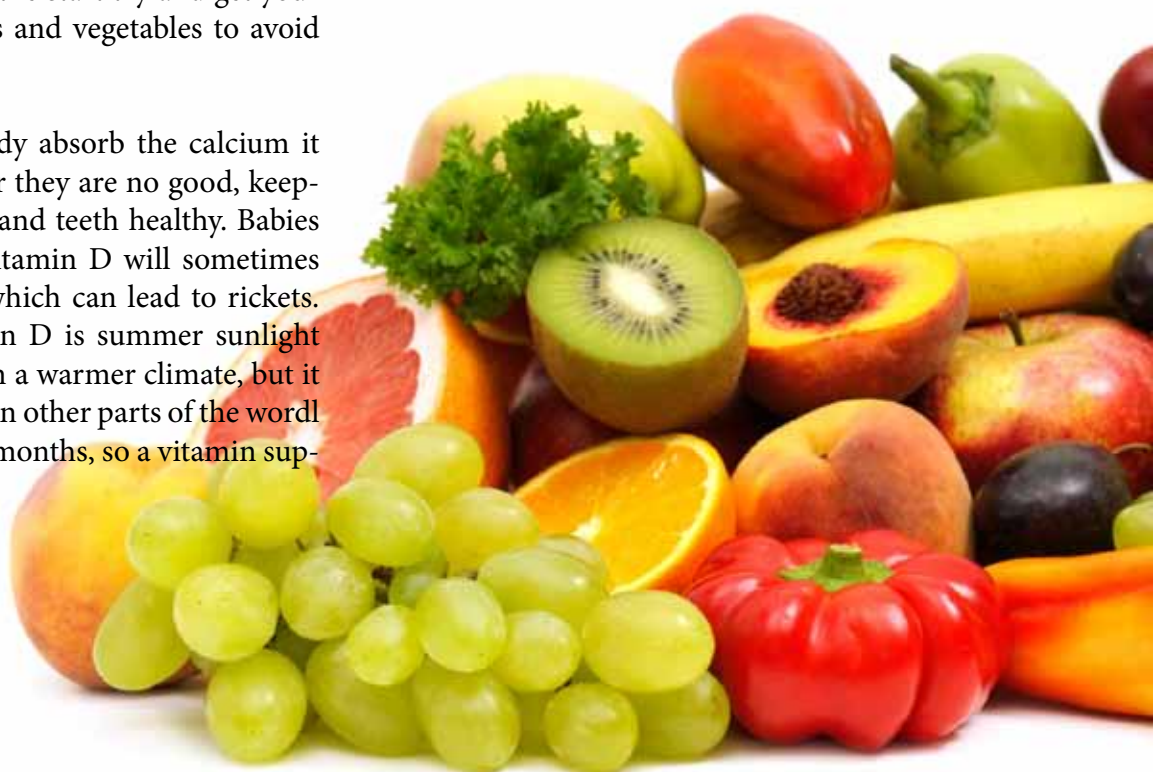 s and vegetables to avoid
dy absorb the calcium it
r they are no good, keep-
and teeth healthy. Babies
tamin D will sometimes
which can lead to rickets.
n D is summer sunlight
n a warmer climate, but it
n other parts of the wordl
months, so a vitamin sup-